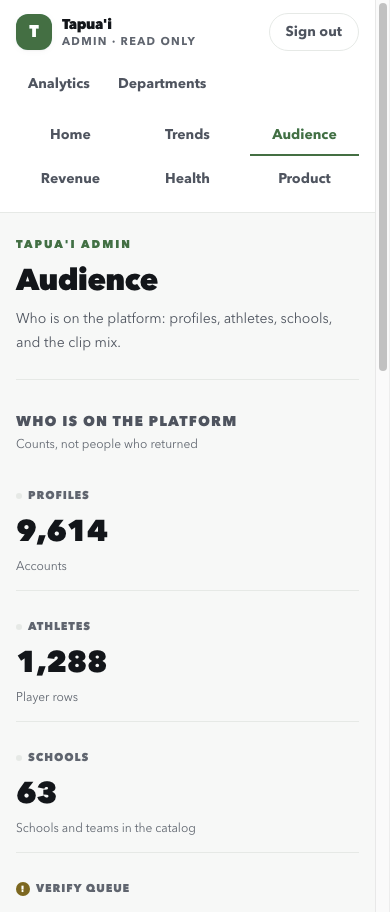 T
Tapua'i
ADMIN · READ ONLY
Sign out
Analytics
Departments
Home
Trends
Audience
Revenue
Health
Product
TAPUA'I ADMIN
Audience
Who is on the platform: profiles, athletes, schools,
and the clip mix.
WHO IS ON THE PLATFORM
Counts, not people who returned
PROFILES
9,614
Accounts
ATHLETES
1,288
Player rows
SCHOOLS
63
Schools and teams in the catalog
! VERIFY QUEUE